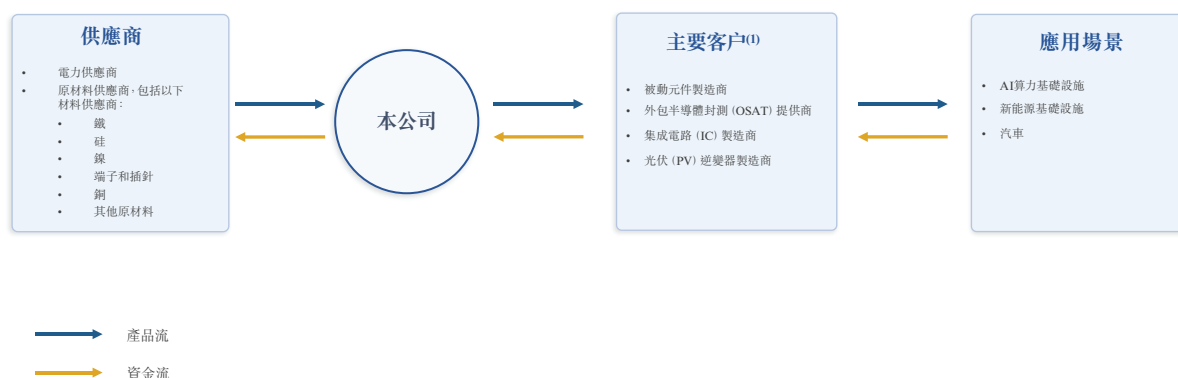 供應商
• 電力供應商
• 原材料供應商，包括以下
材料供應商：
• 鐵
• 硅
• 鎳
• 端子和插針
• 銅
• 其他原材料
本公司
主要客户(1)
• 被動元件製造商
• 外包半導體封測 (OSAT) 提供商
• 集成電路 (IC) 製造商
• 光伏 (PV) 逆變器製造商
應用場景
• AI算力基礎設施
• 新能源基礎設施
• 汽車
產品流
資金流